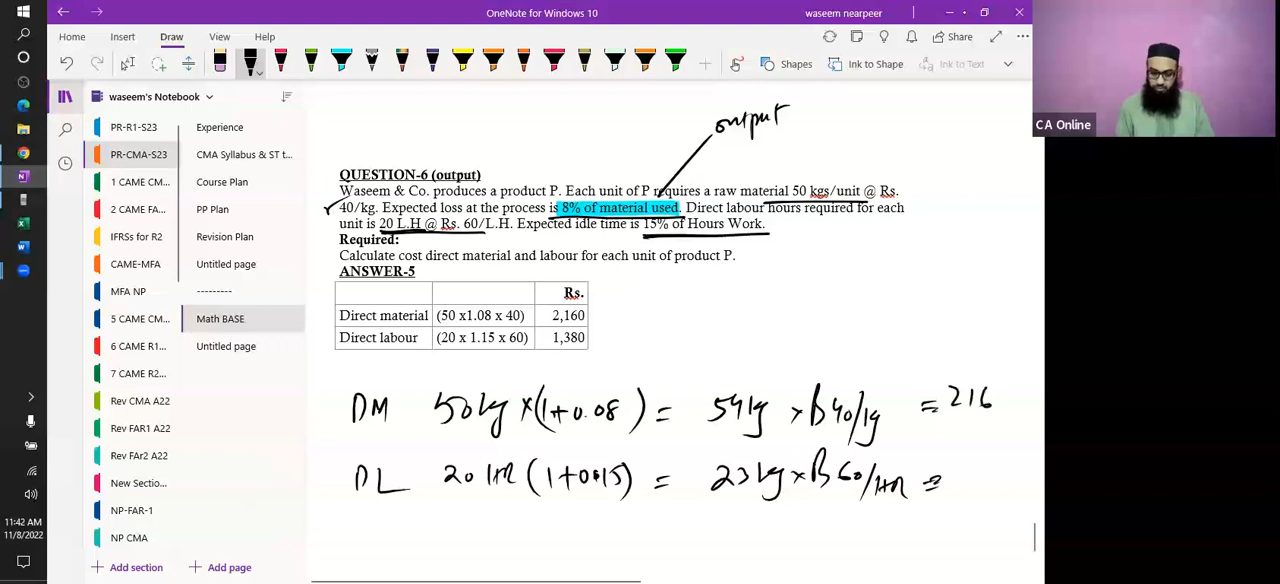 OneNote for Windows 10
waseem nearpeer
Home Insert Draw View Help
Share
Shapes Ink to Shape Ink to Text
waseem's Notebook
PR-R1-S23
PR-CMA-S23
1 CAME CM...
2 CAME FA...
IFRSs for R2
CAME-MFA
MFA NP
5 CAME CM...
6 CAME R1...
7 CAME R2...
Rev CMA A22
Rev FAR1 A22
Rev FAr2 A22
New Sectio...
NP-FAR-1
NP CMA
Add section
Experience
CMA Syllabus & ST t...
Course Plan
PP Plan
Revision Plan
Untitled page
---------
Math BASE
Untitled page
Add page
output
QUESTION-6 (output)
Waseem & Co. produces a product P. Each unit of P requires a raw material 50 kgs/unit @ Rs.
40/kg. Expected loss at the process is 8% of material used. Direct labour hours required for each
unit is 20 L.H @ Rs. 60/L.H. Expected idle time is 15% of Hours Work.
Required:
Calculate cost direct material and labour for each unit of product P.
ANSWER-5
Rs.
Direct material (50 x1.08 x 40) 2,160
Direct labour (20 x 1.15 x 60) 1,380
DM 50kg x(1+0.08) = 54kg x B40/kg = 216
DL 20 HR (1+0.15) = 23kg x B60/HR =
CA Online
11:42 AM
11/8/2022